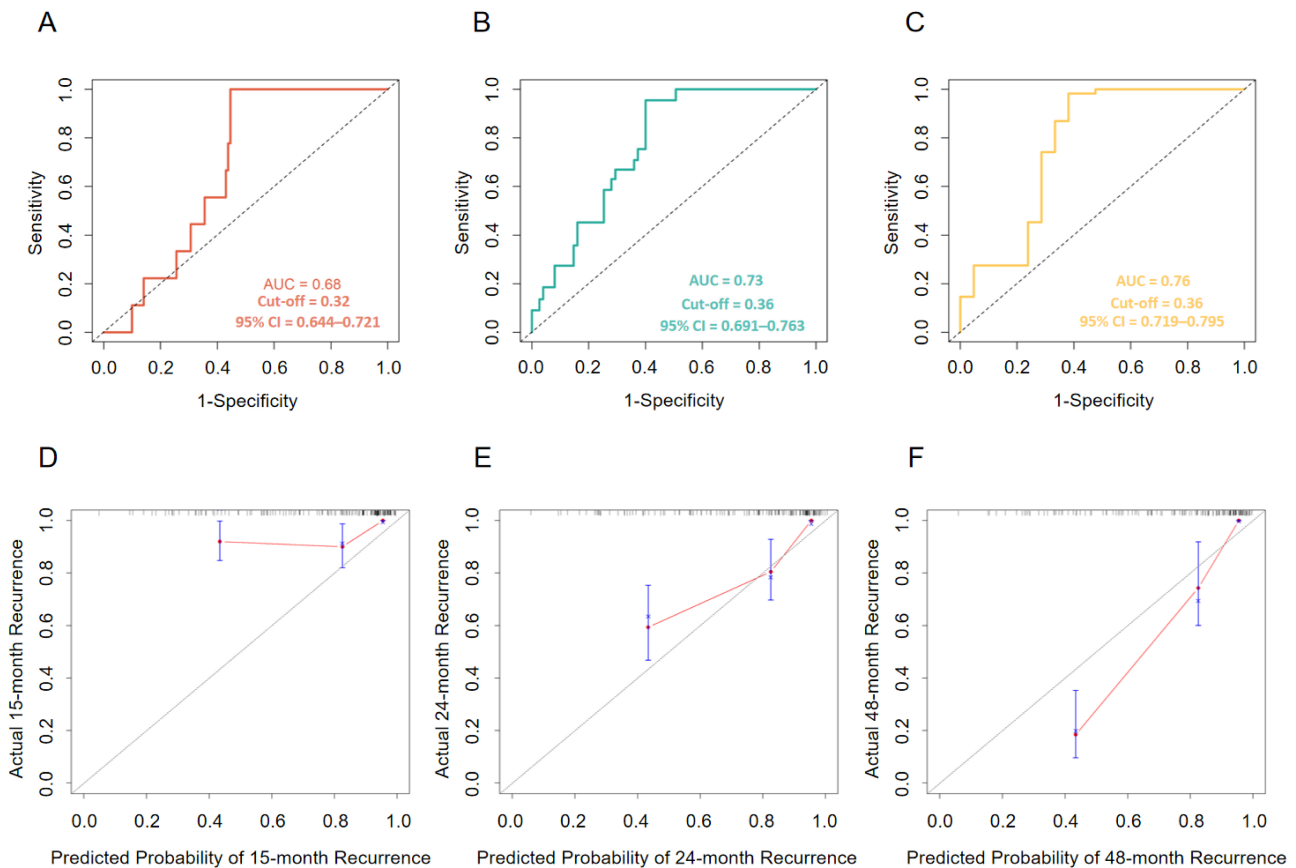 A
B
C
Sensitivity
0.0 0.2 0.4 0.6 0.8 1.0
AUC = 0.68
Cut-off = 0.32
95% CI = 0.644–0.721
0.0 0.2 0.4 0.6 0.8 1.0
1-Specificity
Sensitivity
0.0 0.2 0.4 0.6 0.8 1.0
AUC = 0.73
Cut-off = 0.36
95% CI = 0.691–0.763
0.0 0.2 0.4 0.6 0.8 1.0
1-Specificity
Sensitivity
0.0 0.2 0.4 0.6 0.8 1.0
AUC = 0.76
Cut-off = 0.36
95% CI = 0.719–0.795
0.0 0.2 0.4 0.6 0.8 1.0
1-Specificity
D
E
F
Actual 15-month Recurrence
0.0 0.2 0.4 0.6 0.8 1.0
0.0 0.2 0.4 0.6 0.8 1.0
Predicted Probability of 15-month Recurrence
Actual 24-month Recurrence
0.0 0.2 0.4 0.6 0.8 1.0
0.0 0.2 0.4 0.6 0.8 1.0
Predicted Probability of 24-month Recurrence
Actual 48-month Recurrence
0.0 0.2 0.4 0.6 0.8 1.0
0.0 0.2 0.4 0.6 0.8 1.0
Predicted Probability of 48-month Recurrence